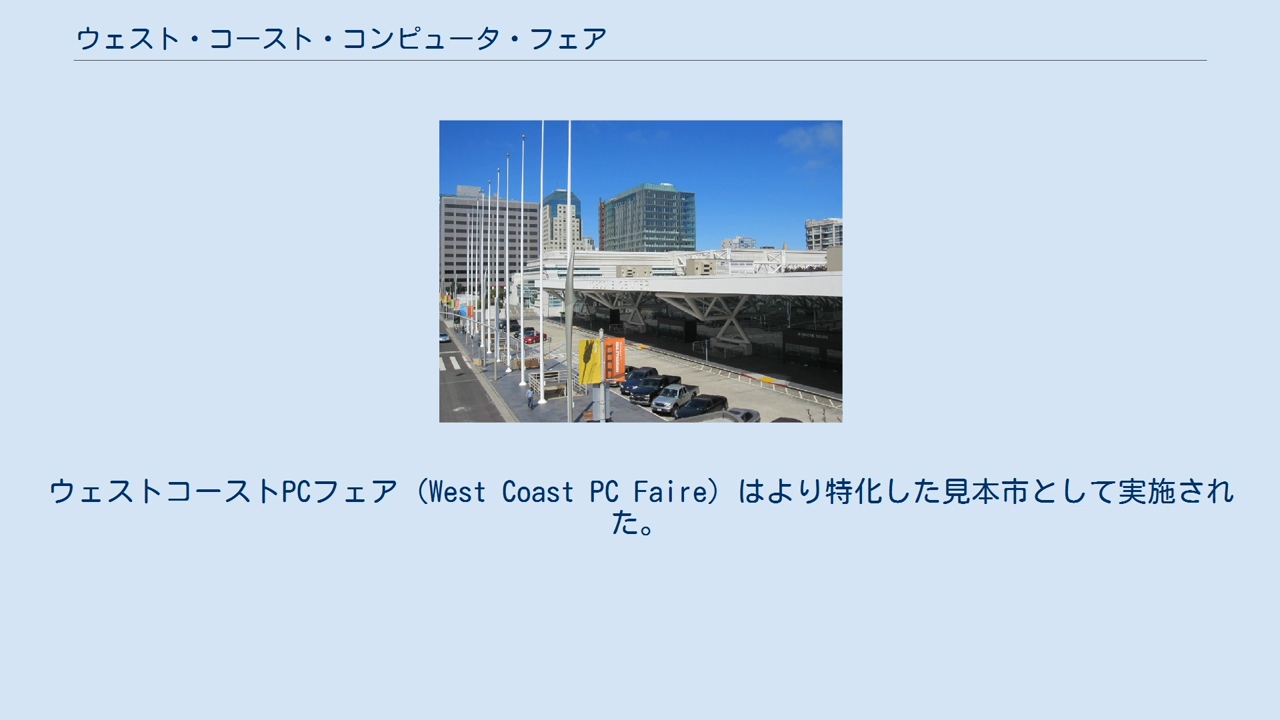 ウェスト・コースト・コンピュータ・フェア
ウェストコーストPCフェア（West Coast PC Faire）はより特化した見本市として実施され
た。